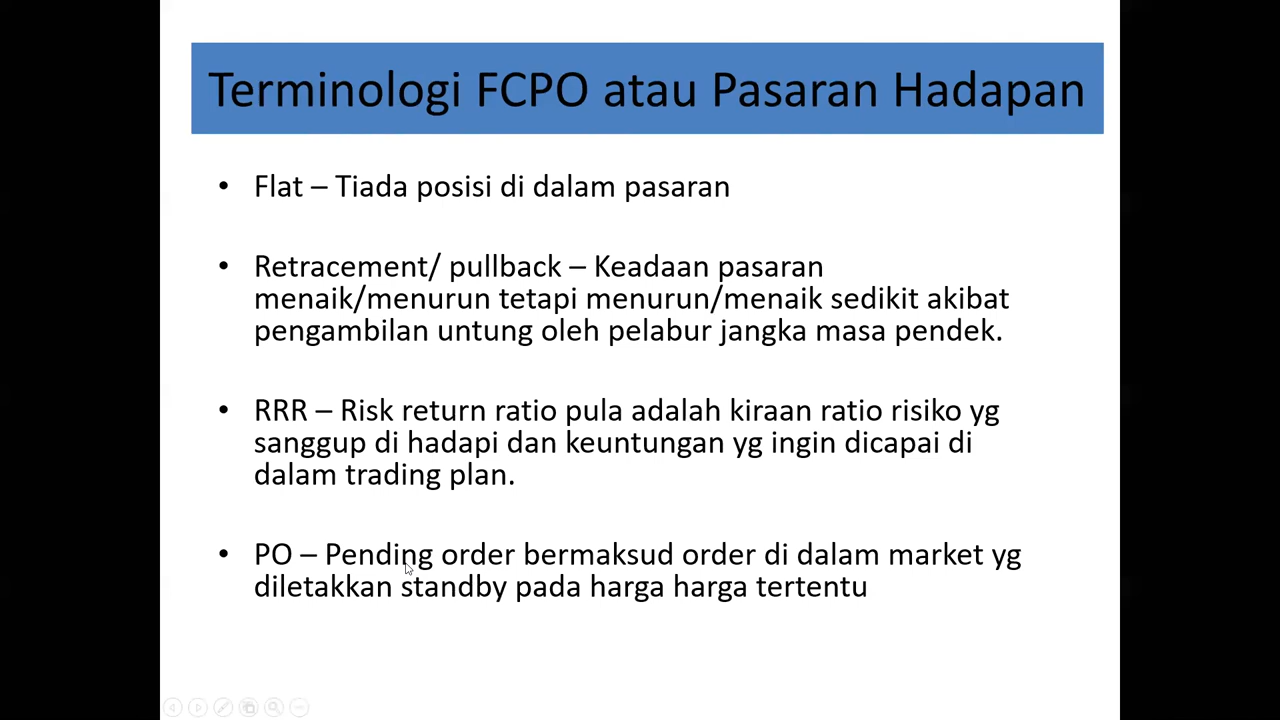 Terminologi FCPO atau Pasaran Hadapan
• Flat – Tiada posisi di dalam pasaran
• Retracement/ pullback – Keadaan pasaran
menaik/menurun tetapi menurun/menaik sedikit akibat
pengambilan untung oleh pelabur jangka masa pendek.
• RRR – Risk return ratio pula adalah kiraan ratio risiko yg
sanggup di hadapi dan keuntungan yg ingin dicapai di
dalam trading plan.
• PO – Pending order bermaksud order di dalam market yg
diletakkan standby pada harga harga tertentu